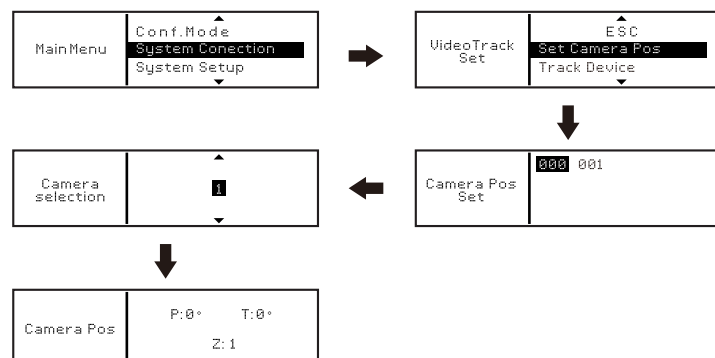 Main Menu
Conf.Mode
System Conection
System Setup
VideoTrack
Set
ESC
Set Camera Pos
Track Device
Camera
selection
1
Camera Pos
Set
000 001
Camera Pos
P:0° T:0°
Z:1